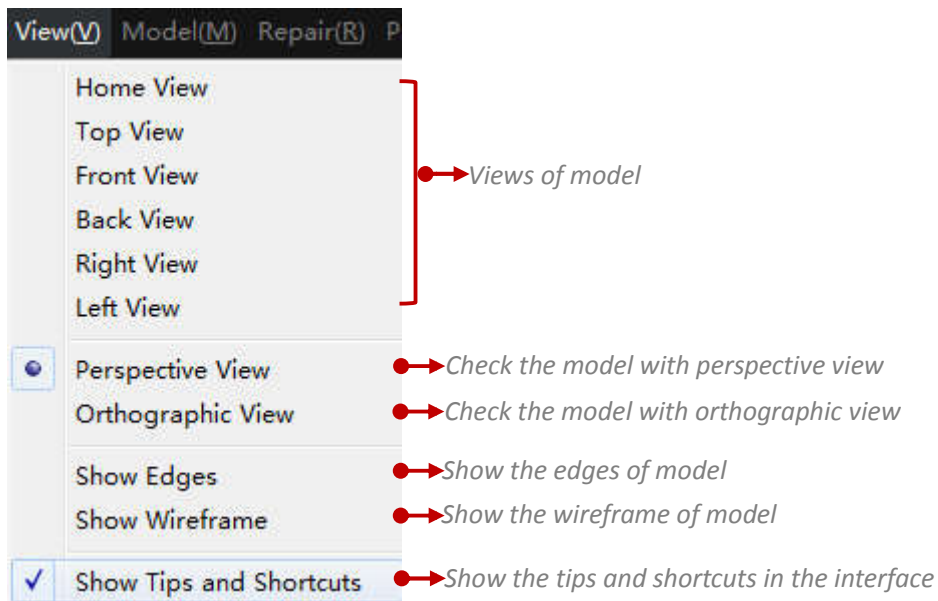 View(V) Model(M) Repair(R) P
Home View
Top View
Front View
Back View
Right View
Left View
Views of model
Perspective View Check the model with perspective view
Orthographic View Check the model with orthographic view
Show Edges Show the edges of model
Show Wireframe Show the wireframe of model
Show Tips and Shortcuts Show the tips and shortcuts in the interface